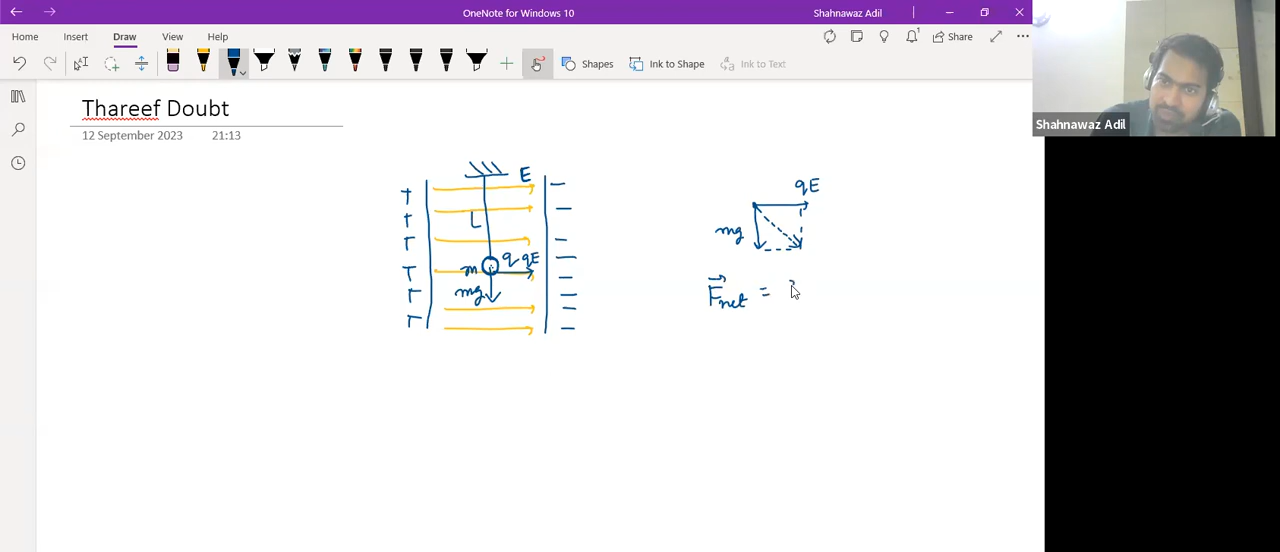 OneNote for Windows 10
Shahnawaz Adil
Home Insert Draw View Help
Share
Shapes
Ink to Shape
Ink to Text
Shahnawaz Adil
Thareef Doubt
12 September 2023 21:13
E
L
m q qE
mg
qE
mg
F net =